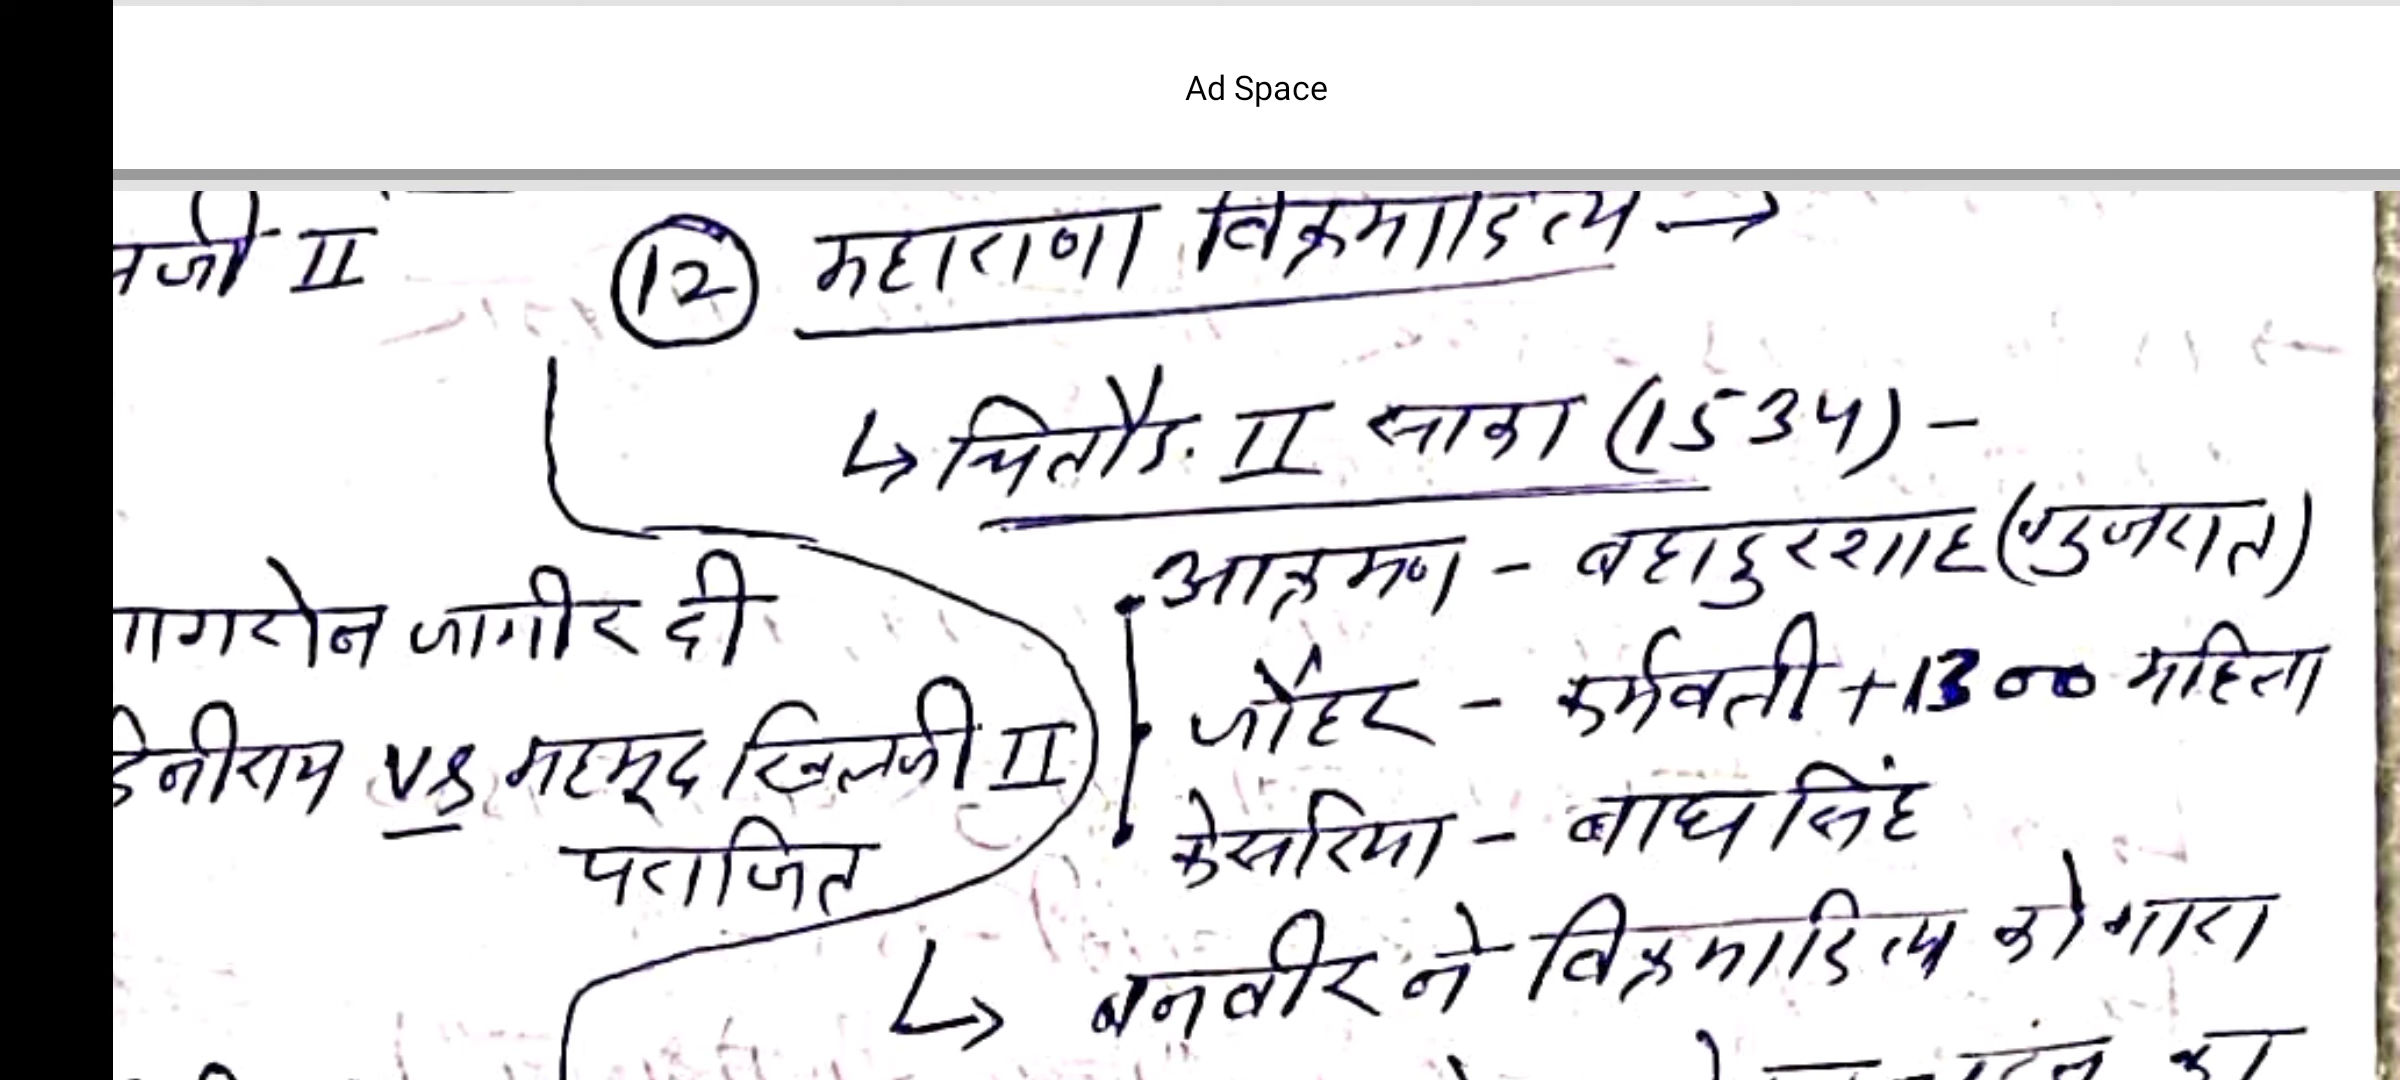 Ad Space
II
12 महाराणा विक्रमादित्य →
↳ चितौड. II साका (1534) -
आक्रमण - बहादुरशाह (गुजरात)
जौहर - कर्मवती + 1300 महिला
केसरिया - बाघ सिंह
↳ बनवीर ने विक्रमादित्य को मारा
गागरोन जागीर दी
VS महमूद खिलजी II
पराजित